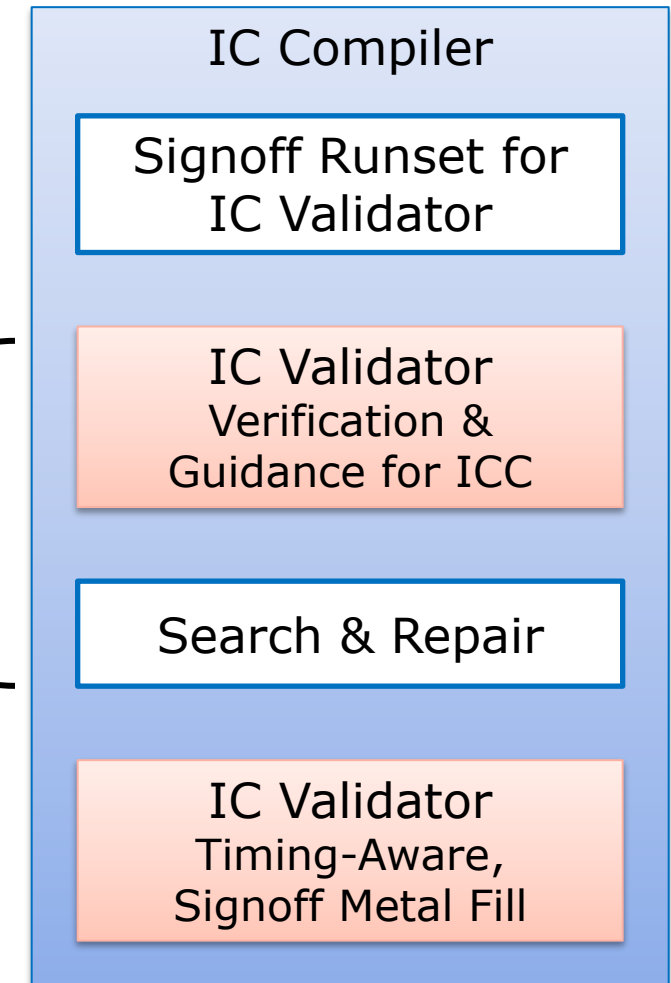 IC Compiler
Signoff Runset for
IC Validator
IC Validator
Verification &
Guidance for ICC
Search & Repair
IC Validator
Timing-Aware,
Signoff Metal Fill